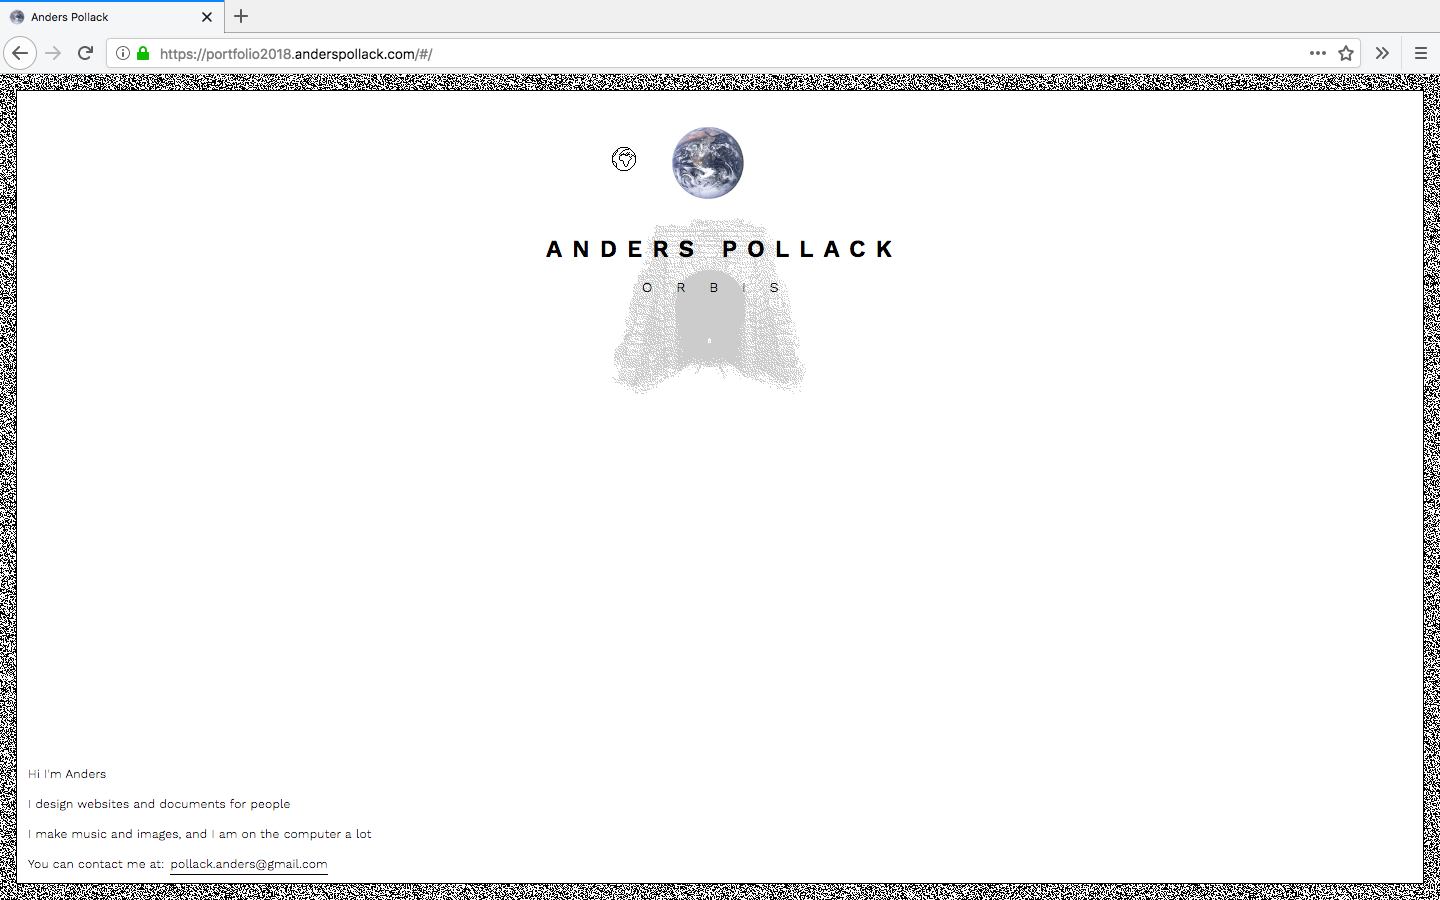 Anders Pollack
https://portfolio2018.anderspollack.com/#/
ANDERS POLLACK
ORBIS
Hi I'm Anders
I design websites and documents for people
I make music and images, and I am on the computer a lot
You can contact me at: pollack.anders@gmail.com